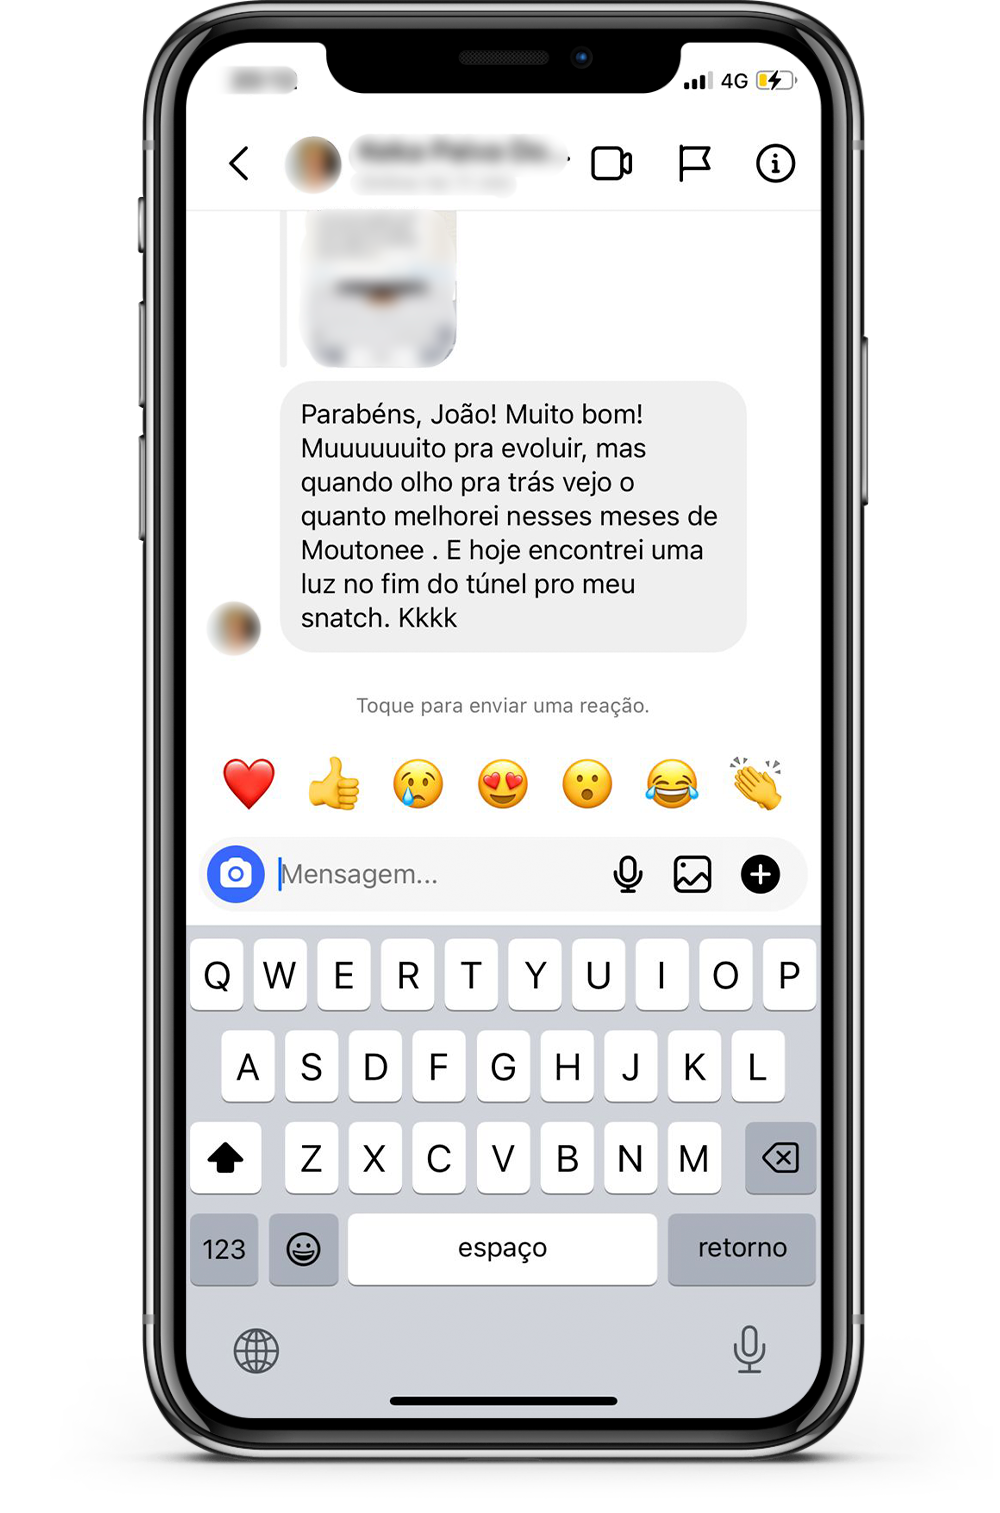 4G
Parabéns, João! Muito bom!
Muuuuuuito pra evoluir, mas
quando olho pra trás vejo o
quanto melhorei nesses meses de
Moutonee . E hoje encontrei uma
luz no fim do túnel pro meu
snatch. Kkkk
Toque para enviar uma reação.
Mensagem...
Q W E R T Y U I O P
A S D F G H J K L
Z X C V B N M
123 espaço retorno